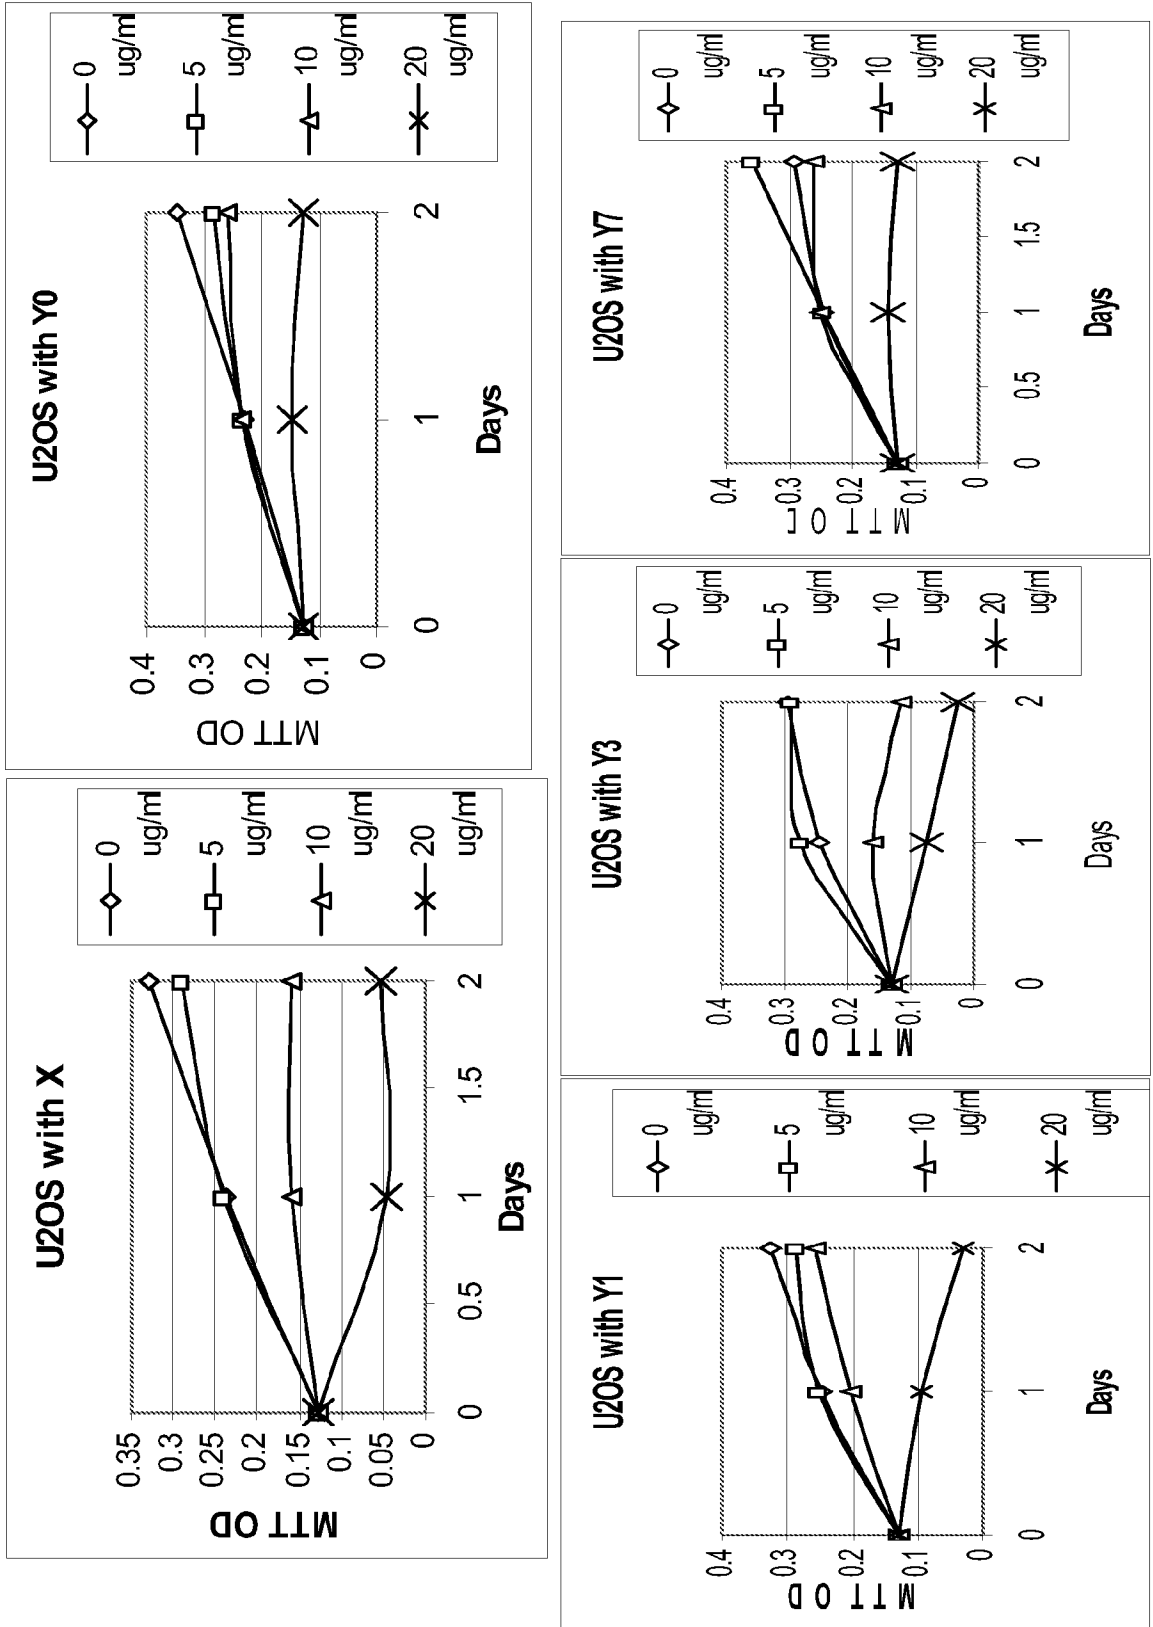 U2OS with X
MTT OD
0.35
0.3
0.25
0.2
0.15
0.1
0.05
0
0 0.5 1 1.5 2
Days
0
ug/ml
5
ug/ml
10
ug/ml
20
ug/ml
U2OS with Y0
MTT OD
0.4
0.3
0.2
0.1
0
0 1 2
Days
0
ug/ml
5
ug/ml
10
ug/ml
20
ug/ml
U2OS with Y1
MTT OD
0.4
0.3
0.2
0.1
0
0 1 2
Days
0
ug/ml
5
ug/ml
10
ug/ml
20
ug/ml
U2OS with Y3
MTT OD
0.4
0.3
0.2
0.1
0
0 1 2
Days
0
ug/ml
5
ug/ml
10
ug/ml
20
ug/ml
U2OS with Y7
MTT O
0.4
0.3
0.2
0.1
0
0 0.5 1 1.5 2
Days
0
ug/ml
5
ug/ml
10
ug/ml
20
ug/ml